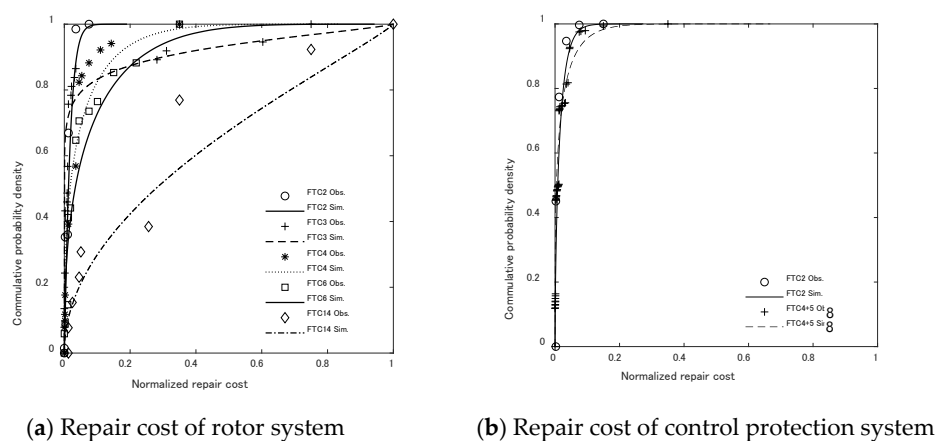 Commulative probability density
1
0.8
0.6
0.4
0.2
0
0 0.2 0.4 0.6 0.8 1
Normalized repair cost
FTC2 Obs.
FTC2 Sim.
FTC3 Obs.
FTC3 Sim.
FTC4 Obs.
FTC4 Sim.
FTC6 Obs.
FTC6 Sim.
FTC14 Obs.
FTC14 Sim.
(a) Repair cost of rotor system
Commulative probability density
1
0.8
0.6
0.4
0.2
0
0 0.2 0.4 0.6 0.8 1
Normalized repair cost
FTC2 Obs.
FTC2 Sim.
FTC4+5
FTC4+5
(b) Repair cost of control protection system